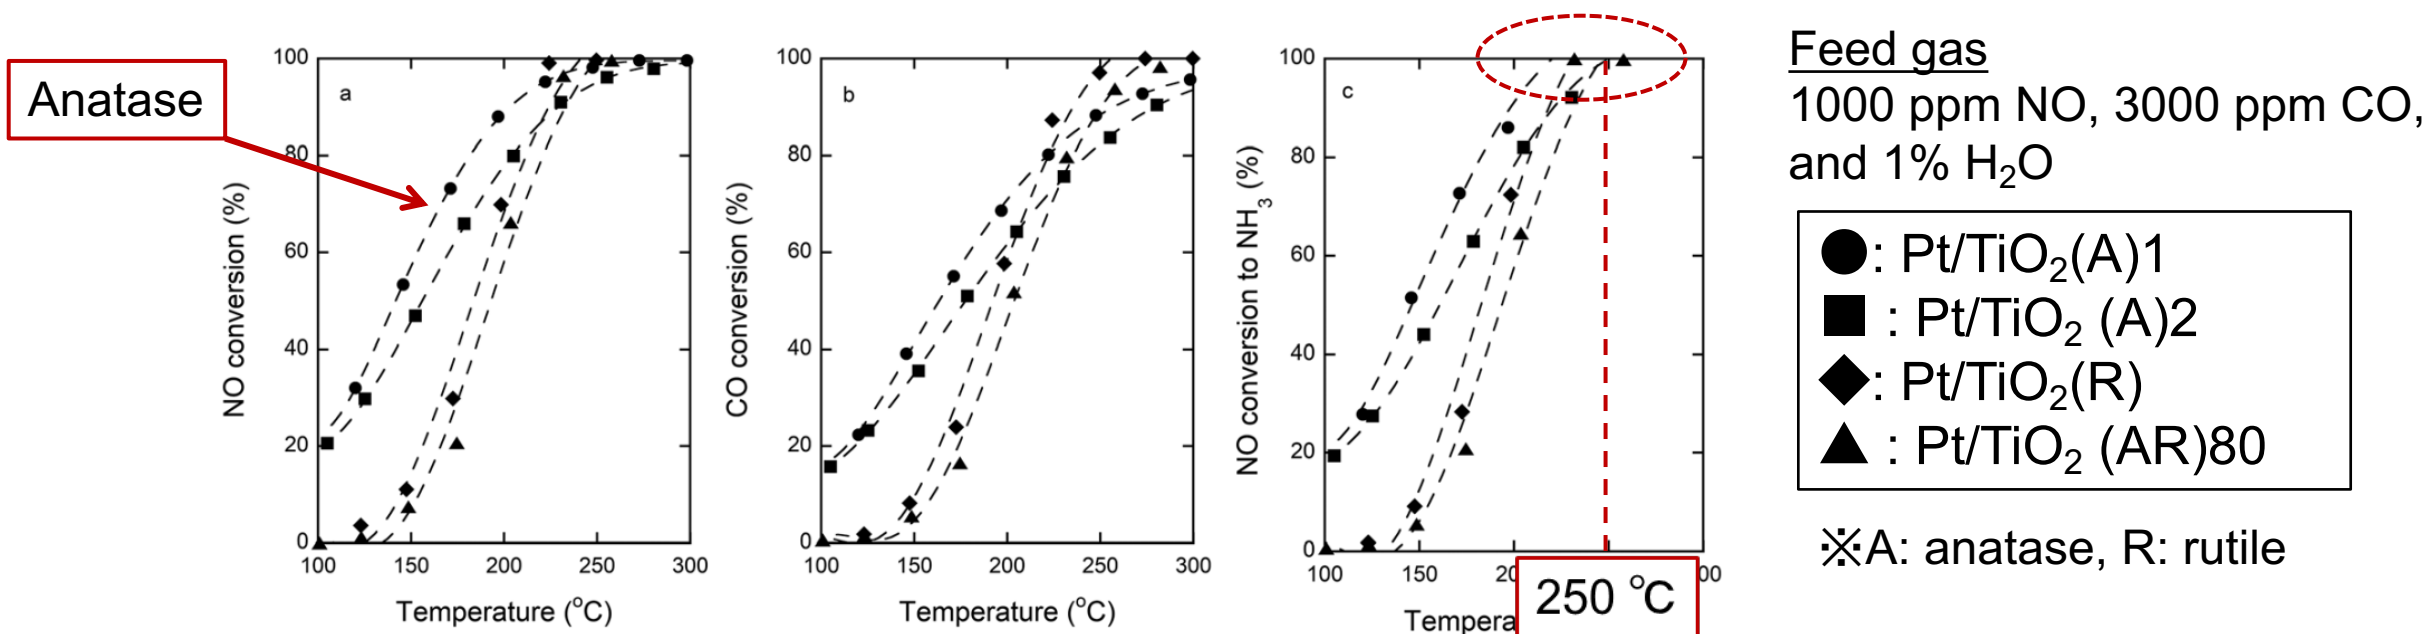 Anatase
a
100
80
60
40
20
0
100
150
200
250
300
NO conversion (%)
Temperature (°C)
b
100
80
60
40
20
0
100
150
200
250
300
CO conversion (%)
Temperature (°C)
c
100
80
60
40
20
0
100
150
NO conversion to NH₃ (%)
250 ℃
Feed gas
1000 ppm NO, 3000 ppm CO,
and 1% H₂O
●: Pt/TiO₂(A)1
■ : Pt/TiO₂ (A)2
◆: Pt/TiO₂(R)
▲ : Pt/TiO₂ (AR)80
※A: anatase, R: rutile